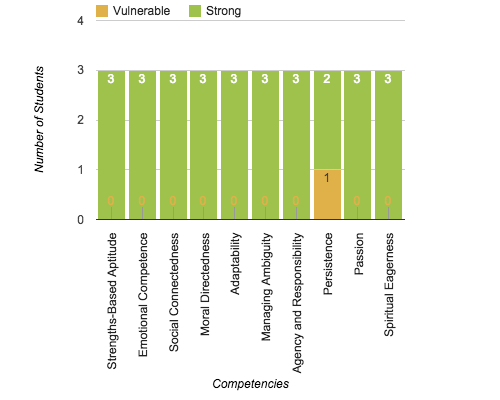 Vulnerable Strong
4
3
2
1
0
Number of Students
3 3 3 3 3 3 3 2 3 3
1
0 0 0 0 0 0 0 0 0
Strengths-Based Aptitude
Emotional Competence
Social Connectedness
Moral Directedness
Adaptability
Managing Ambiguity
Agency and Responsibility
Persistence
Passion
Spiritual Eagerness
Competencies